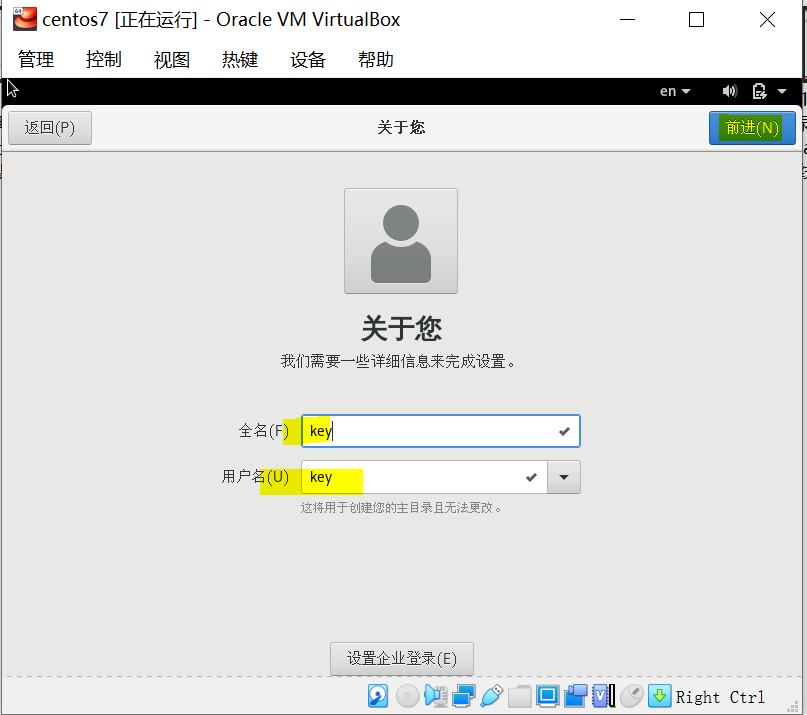 centos7 [正在运行] - Oracle VM VirtualBox
管理 控制 视图 热键 设备 帮助
en
返回(P) 关于您 前进(N)
关于您
我们需要一些详细信息来完成设置。
全名(F) key
用户名(U) key
这将用于创建您的主目录且无法更改。
设置企业登录(E)
Right Ctrl